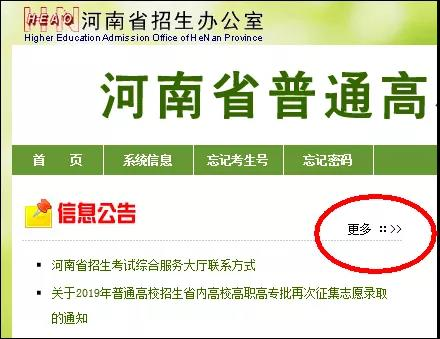 HEAO 河南省招生办公室
Higher Education Admission Office of HeNan Province
河南省普通高
首 页 系统信息 忘记考生号 忘记密码
信息公告
更多 ::>>
河南省招生考试综合服务大厅联系方式
关于2019年普通高校招生省内高校高职高专批再次征集志愿录取
的通知